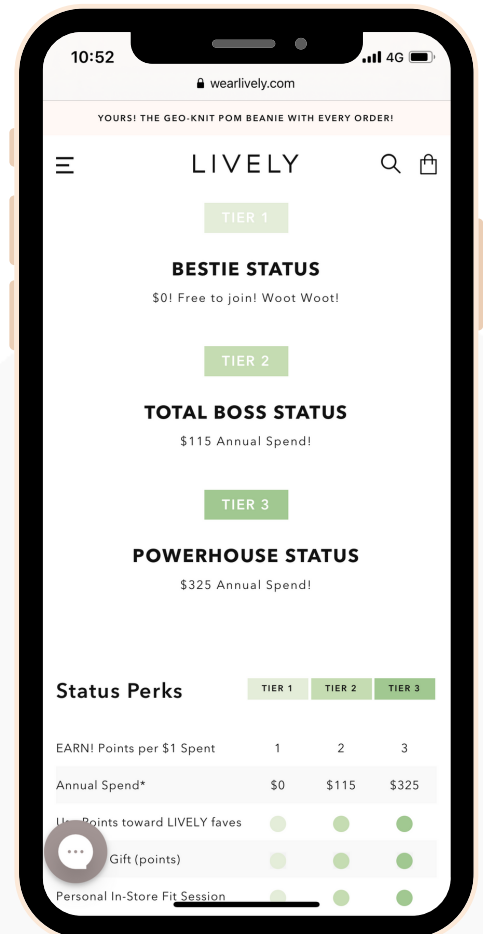 10:52
4G
wearlively.com
YOURS! THE GEO-KNIT POM BEANIE WITH EVERY ORDER!
LIVELY
TIER 1
BESTIE STATUS
$0! Free to join! Woot Woot!
TIER 2
TOTAL BOSS STATUS
$115 Annual Spend!
TIER 3
POWERHOUSE STATUS
$325 Annual Spend!
Status Perks TIER 1 TIER 2 TIER 3
EARN! Points per $1 Spent 1 2 3
Annual Spend* $0 $115 $325
Points toward LIVELY faves
Gift (points)
Personal In-Store Fit Session